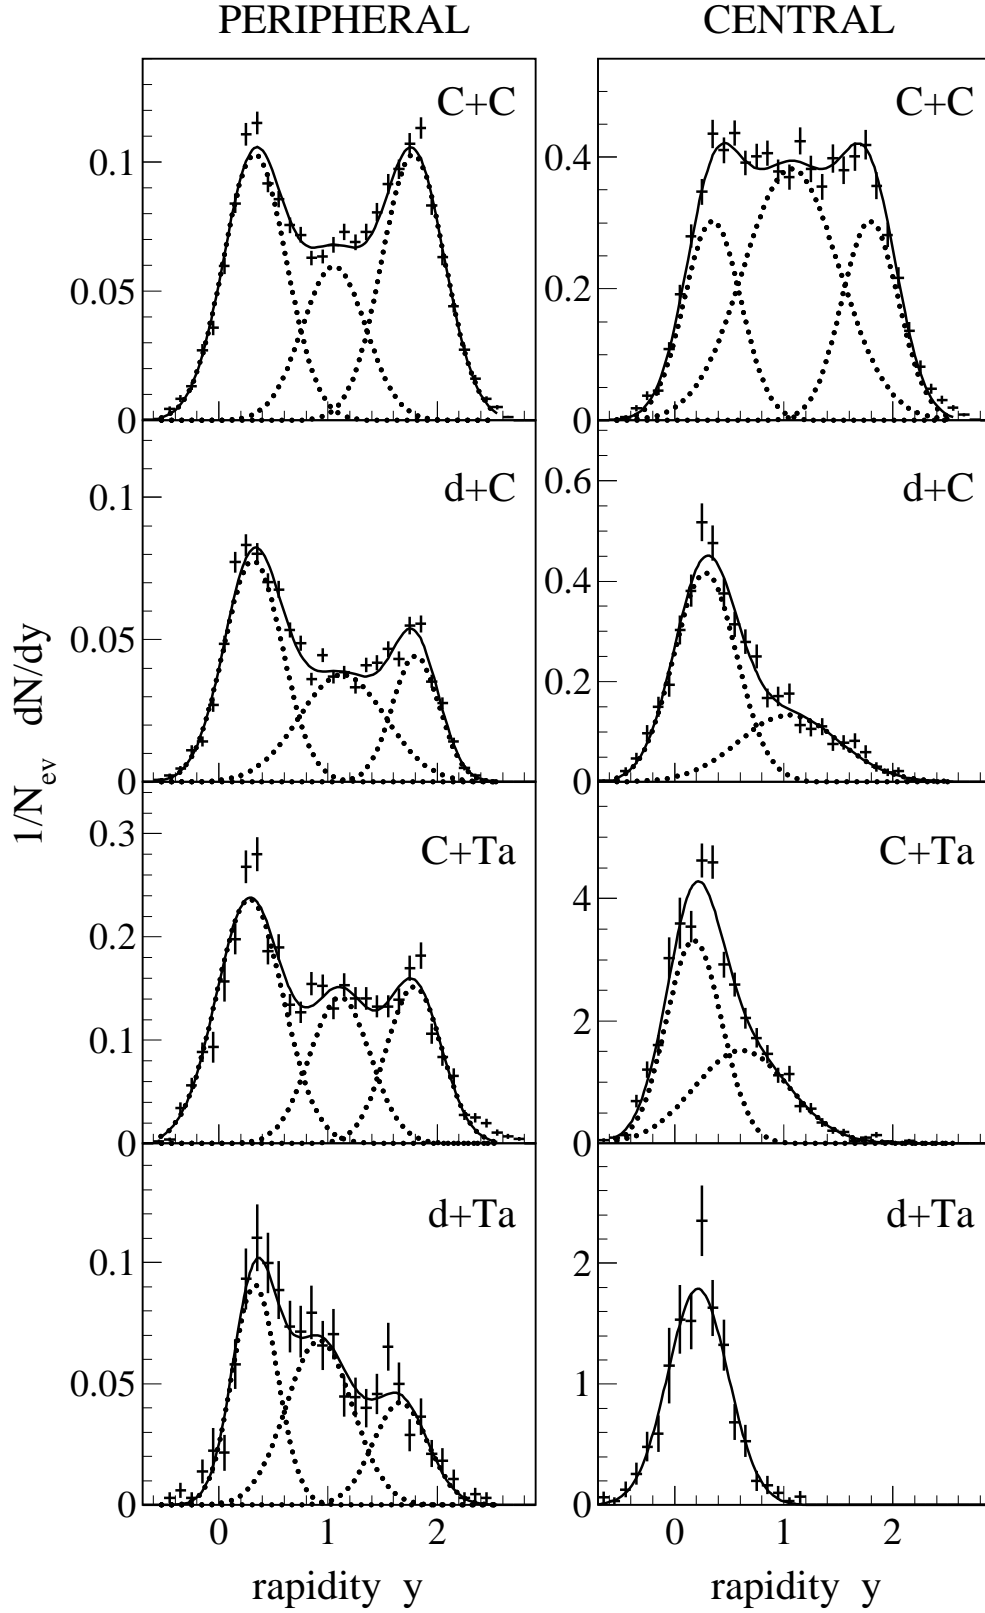 PERIPHERAL CENTRAL
C+C C+C
0.1 0.4
0.05 0.2
0 0
d+C d+C
0.1 0.6
0.05 0.4
0.2
0 0
C+Ta C+Ta
0.3 4
0.2 2
0.1
0 0
d+Ta d+Ta
0.1 2
0.05 1
0 0
0 1 2 0 1 2
rapidity y rapidity y
1/N_ev dN/dy